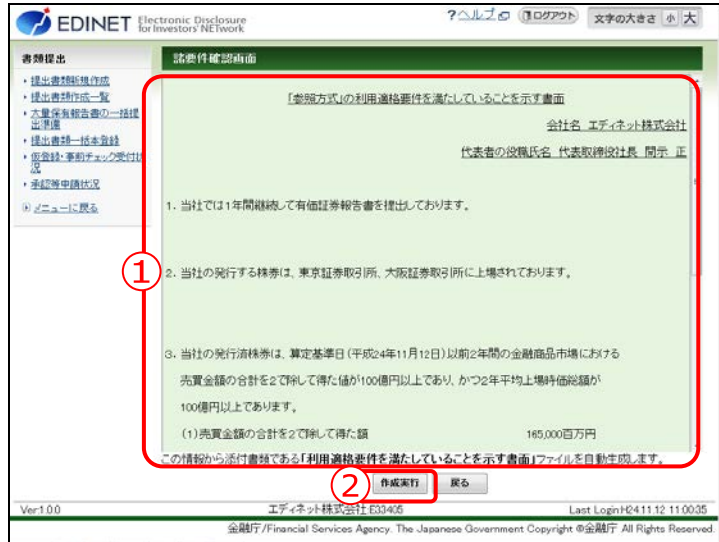 EDINET Electronic Disclosure for Investors' NETwork
?ヘルプ ログアウト 文字の大きさ 小 大
書類提出
・提出書類新規作成
・提出書類作成一覧
・大量保有報告書の一括提
出準備
・提出書類一括本登録
・仮登録・事前チェック受付状
況
・承認等申請状況
メニューに戻る
諸要件確認画面
「参照方式」の利用適格要件を満たしていることを示す書面
会社名 エディネット株式会社
代表者の役職氏名 代表取締役社長 開示 正
1. 当社では1年間継続して有価証券報告書を提出しております。
①
2. 当社の発行する株券は、東京証券取引所、大阪証券取引所に上場されております。
3. 当社の発行済株券は、算定基準日(平成24年11月12日)以前2年間の金融商品市場における
売買金額の合計を2で除して得た値が100億円以上であり、かつ2年平均上場時価総額が
100億円以上であります。
(1)売買金額の合計を2で除して得た額 165,000百万円
この情報から添付書類である「利用適格要件を満たしていることを示す書面」ファイルを自動生成します。
② 作成実行 戻る
Ver1.0.0 エディネット株式会社:E33405 Last Login:H24.11.12 11:00:35
金融庁/Financial Services Agency. The Japanese Government Copyright ©金融庁 All Rights Reserved.